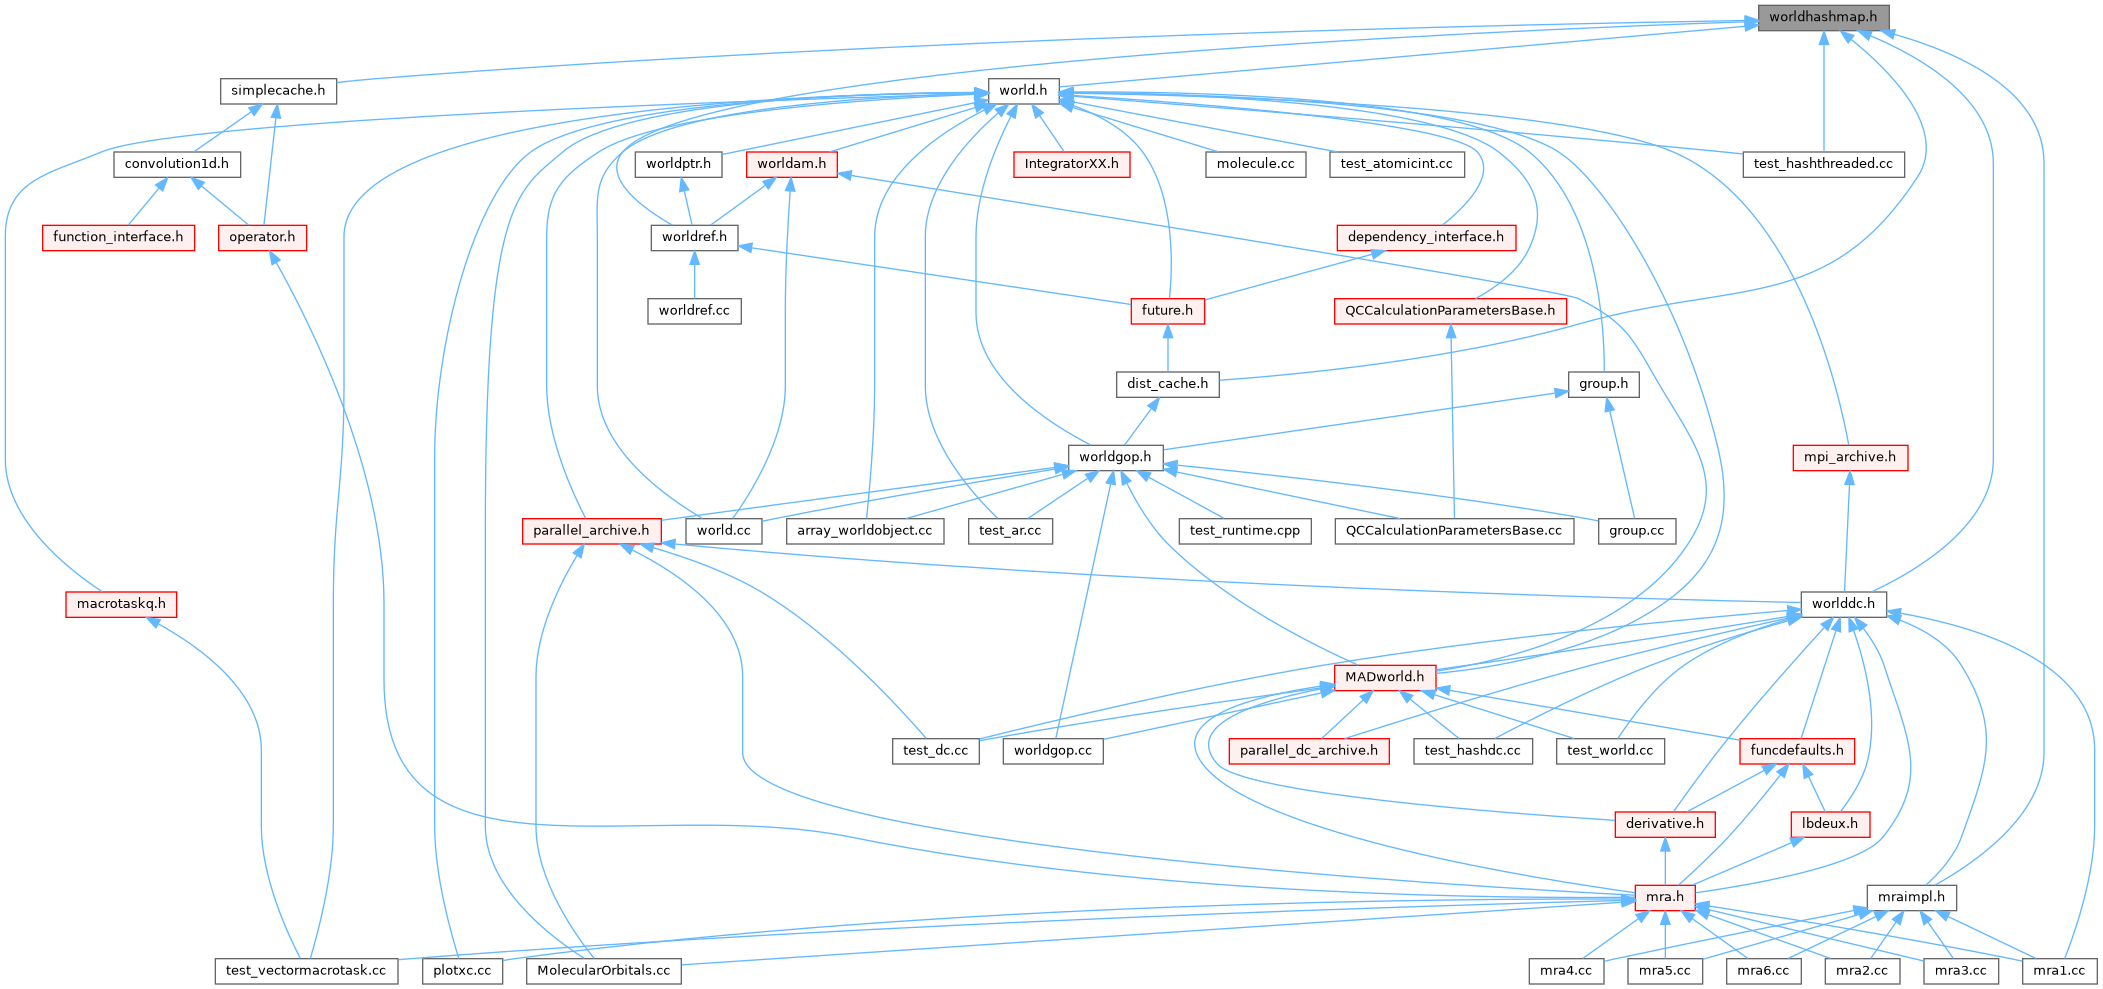 worldhashmap.h
simplecache.h
world.h
convolution1d.h
worldptr.h
worldam.h
IntegratorXX.h
molecule.cc
test_atomicint.cc
test_hashthreaded.cc
function_interface.h
operator.h
worldref.h
dependency_interface.h
worldref.cc
future.h
QCCalculationParametersBase.h
dist_cache.h
group.h
worldgop.h
mpi_archive.h
parallel_archive.h
world.cc
array_worldobject.cc
test_ar.cc
test_runtime.cpp
QCCalculationParametersBase.cc
group.cc
macrotaskq.h
worlddc.h
MADworld.h
test_dc.cc
worldgop.cc
parallel_dc_archive.h
test_hashdc.cc
test_world.cc
funcdefaults.h
derivative.h
lbdeux.h
mra.h
mraimpl.h
test_vectormacrotask.cc
plotxc.cc
MolecularOrbitals.cc
mra4.cc
mra5.cc
mra6.cc
mra2.cc
mra3.cc
mra1.cc